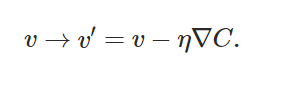 v → v′ = v − η∇C.